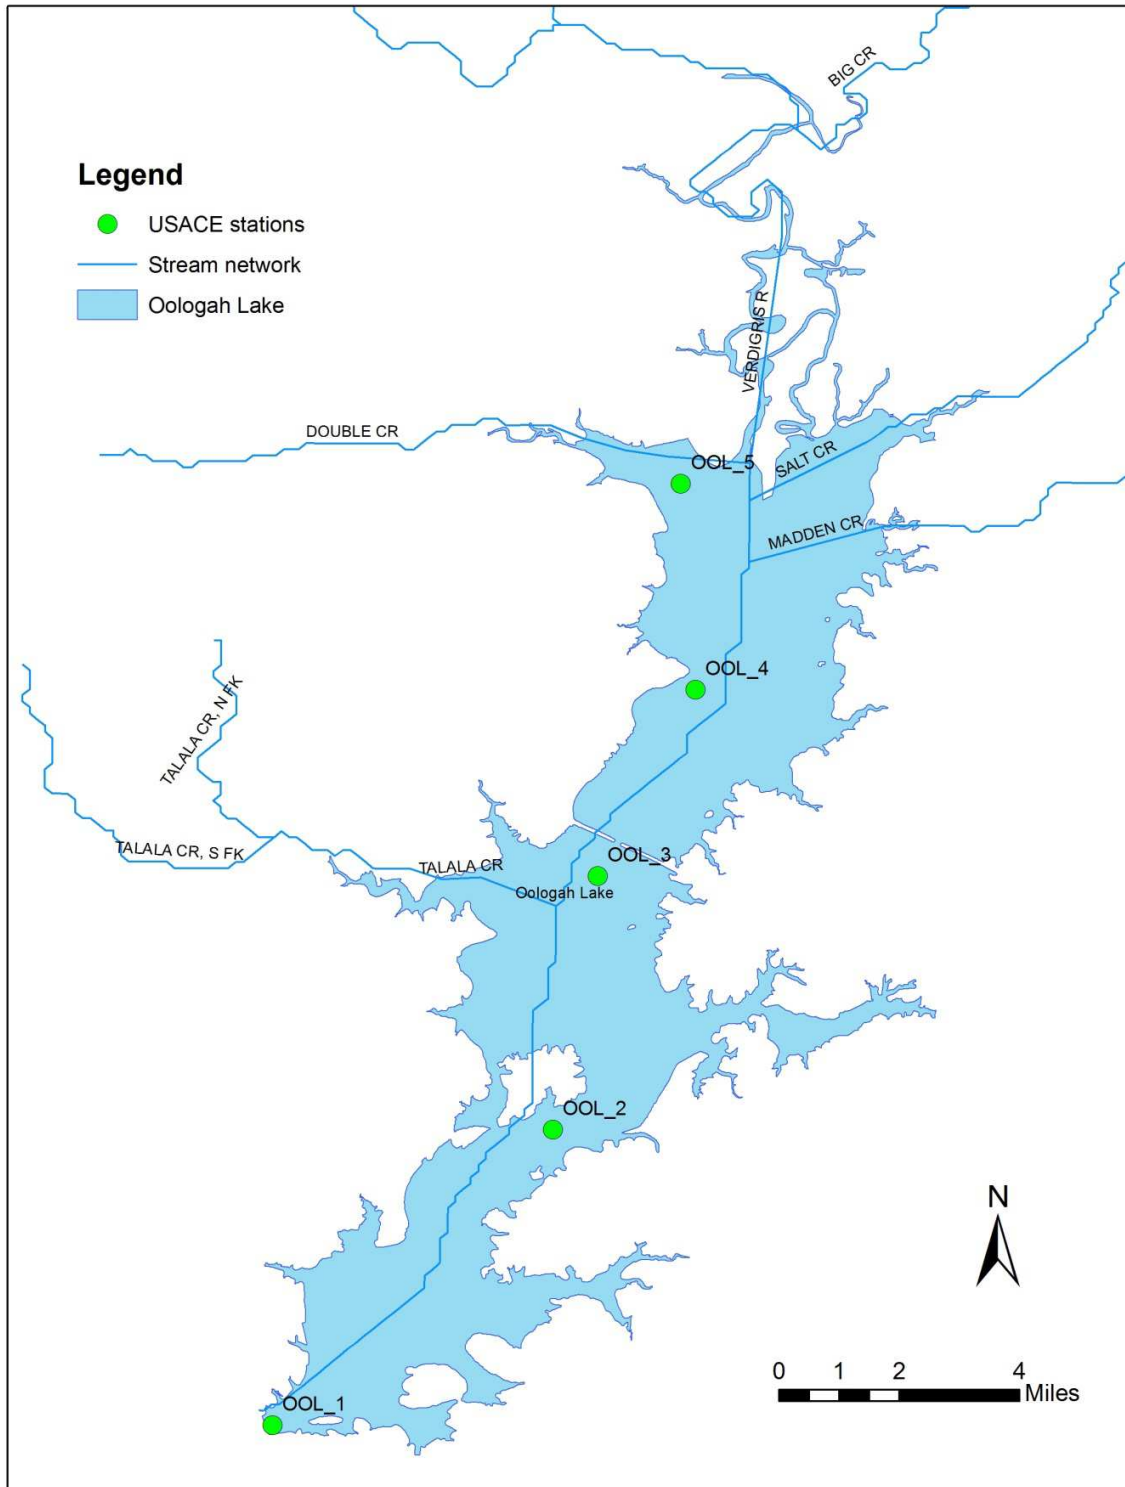 BIG CR
Legend
USACE stations
Stream network
Oologah Lake
VERDIGRIS R
DOUBLE CR
OOL_5
SALT CR
MADDEN CR
OOL_4
TALALA CR, N FK
TALALA CR, S FK
TALALA CR
OOL_3
Oologah Lake
OOL_2
N
0 1 2 4
Miles
OOL_1